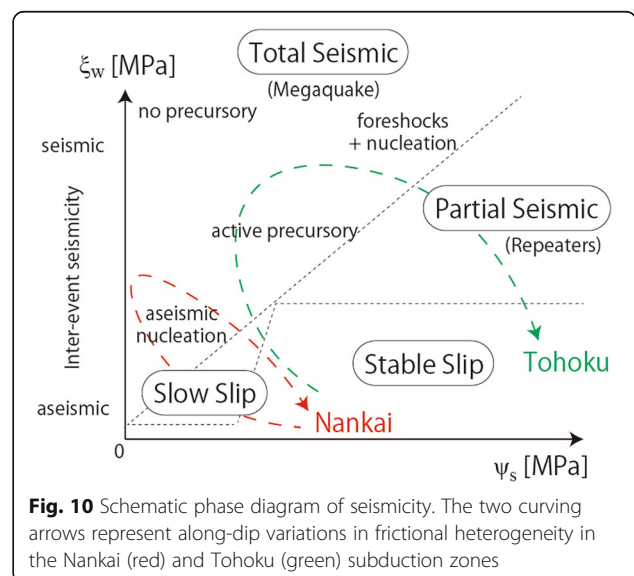 ξw [MPa]
Total Seismic
(Megaquake)
no precursory
foreshocks
+ nucleation
seismic
Inter-event seismicity
active precursory
Partial Seismic
(Repeaters)
aseismic
nucleation
Stable Slip
Tohoku
Slow Slip
aseismic
Nankai
0
ψs [MPa]
Fig. 10 Schematic phase diagram of seismicity. The two curving
arrows represent along-dip variations in frictional heterogeneity in
the Nankai (red) and Tohoku (green) subduction zones